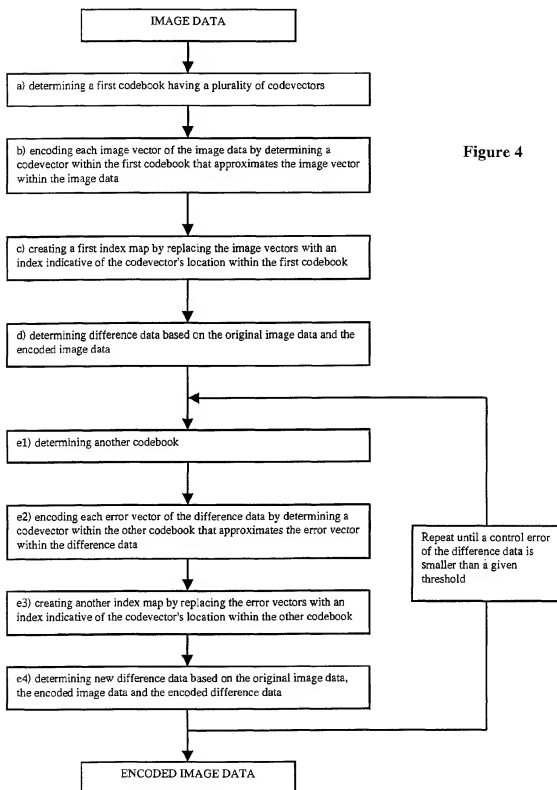 IMAGE DATA
a) determining a first codebook having a plurality of codevectors
b) encoding each image vector of the image data by determining a
codevector within the first codebook that approximates the image vector
within the image data
Figure 4
c) creating a first index map by replacing the image vectors with an
index indicative of the codevector's location within the first codebook
d) determining difference data based on the original image data and the
encoded image data
e1) determining another codebook
e2) encoding each error vector of the difference data by determining a
codevector within the other codebook that approximates the error vector
within the difference data
Repeat until a control error
of the difference data is
smaller than a given
threshold
e3) creating another index map by replacing the error vectors with an
index indicative of the codevector's location within the other codebook
e4) determining new difference data based on the original image data,
the encoded image data and the encoded difference data
ENCODED IMAGE DATA